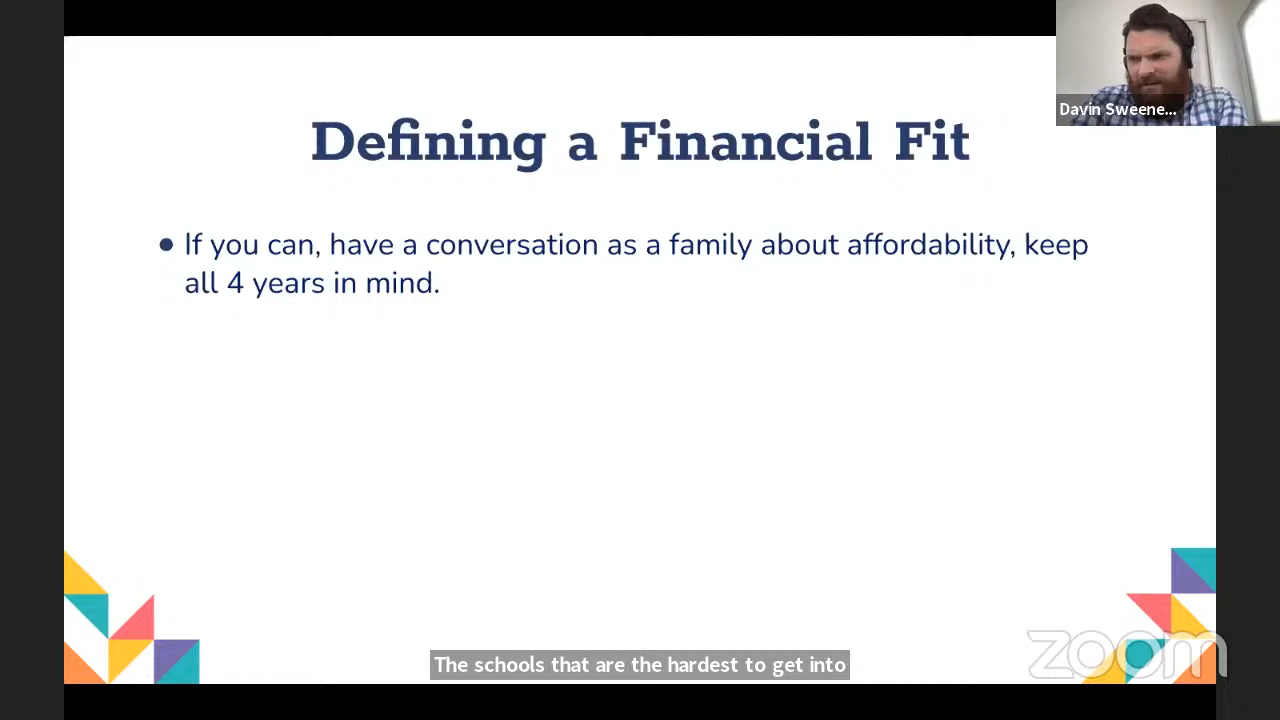 Defining a Financial Fit
Davin Sweene...
● If you can, have a conversation as a family about affordability, keep
all 4 years in mind.
The schools that are the hardest to get into
zoom